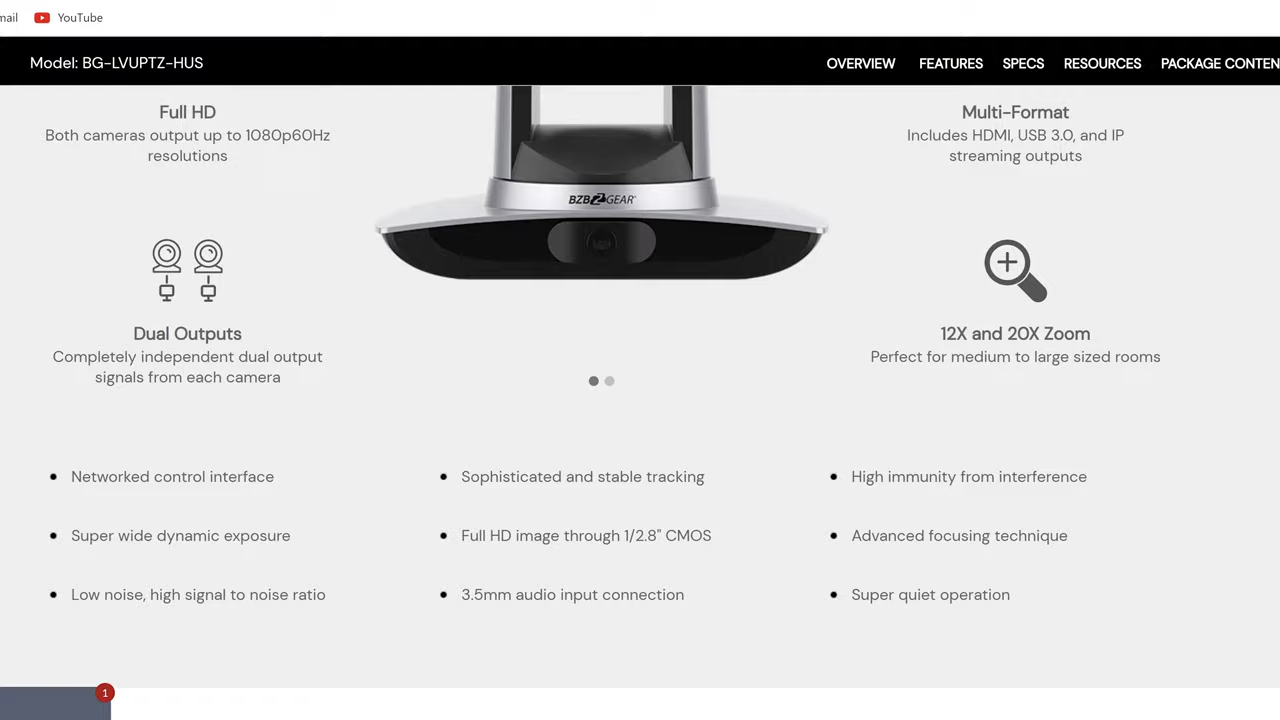 mail
YouTube
Model: BG-LVUPTZ-HUS
OVERVIEW
FEATURES
SPECS
RESOURCES
PACKAGE CONTEN
Full HD
Both cameras output up to 1080p60Hz
resolutions
Multi-Format
Includes HDMI, USB 3.0, and IP
streaming outputs
BZBGEAR
Dual Outputs
Completely independent dual output
signals from each camera
12X and 20X Zoom
Perfect for medium to large sized rooms
Networked control interface
Sophisticated and stable tracking
High immunity from interference
Super wide dynamic exposure
Full HD image through 1/2.8" CMOS
Advanced focusing technique
Low noise, high signal to noise ratio
3.5mm audio input connection
Super quiet operation
1